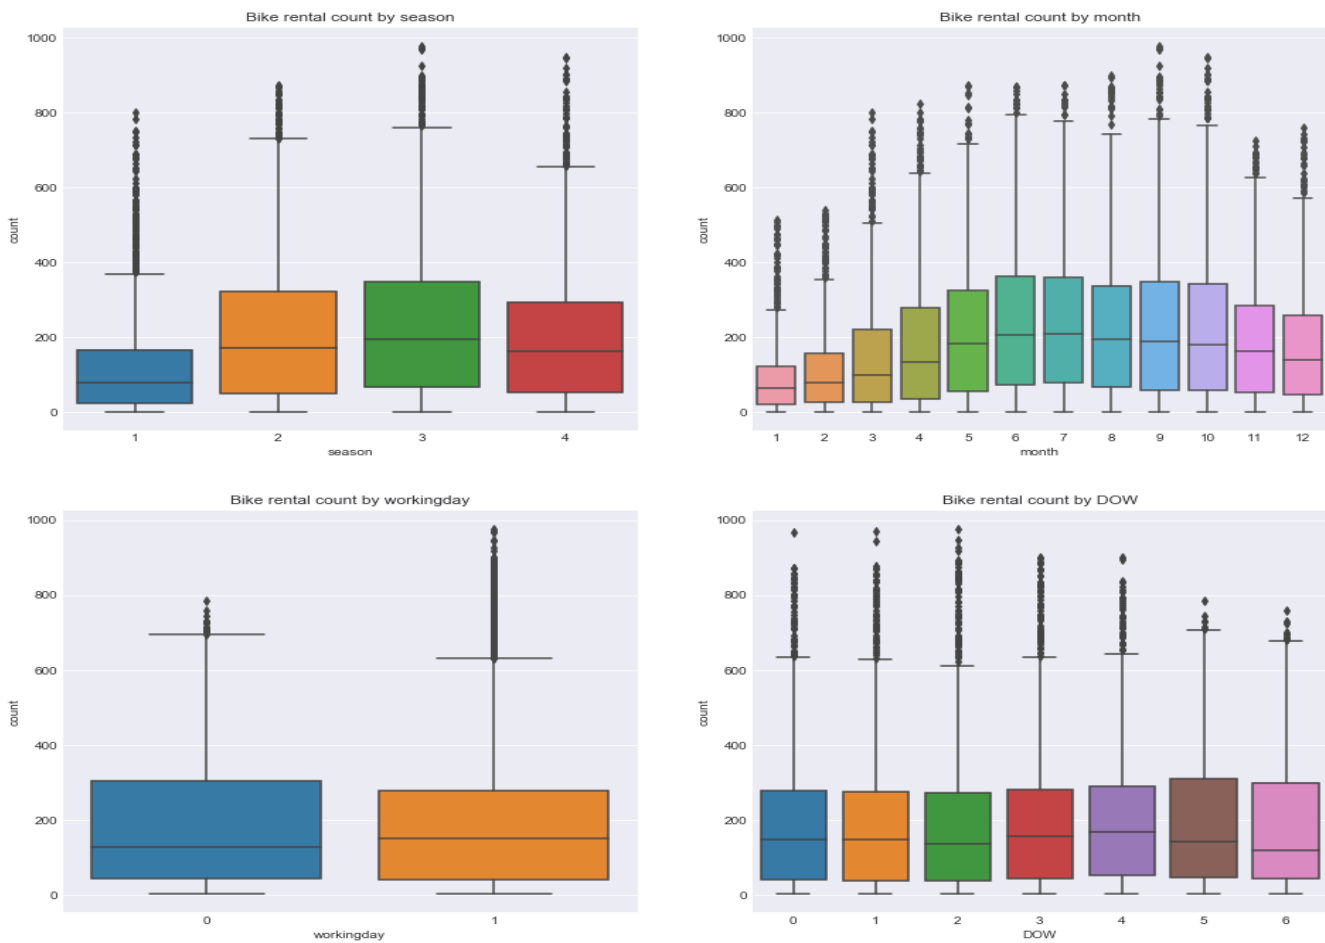 Bike rental count by season
1000
800
600
400
200
0
count
1 2 3 4
season
Bike rental count by month
1000
800
600
400
200
0
count
1 2 3 4 5 6 7 8 9 10 11 12
month
Bike rental count by workingday
1000
800
600
400
200
0
count
0 1
workingday
Bike rental count by DOW
1000
800
600
400
200
0
count
0 1 2 3 4 5 6
DOW